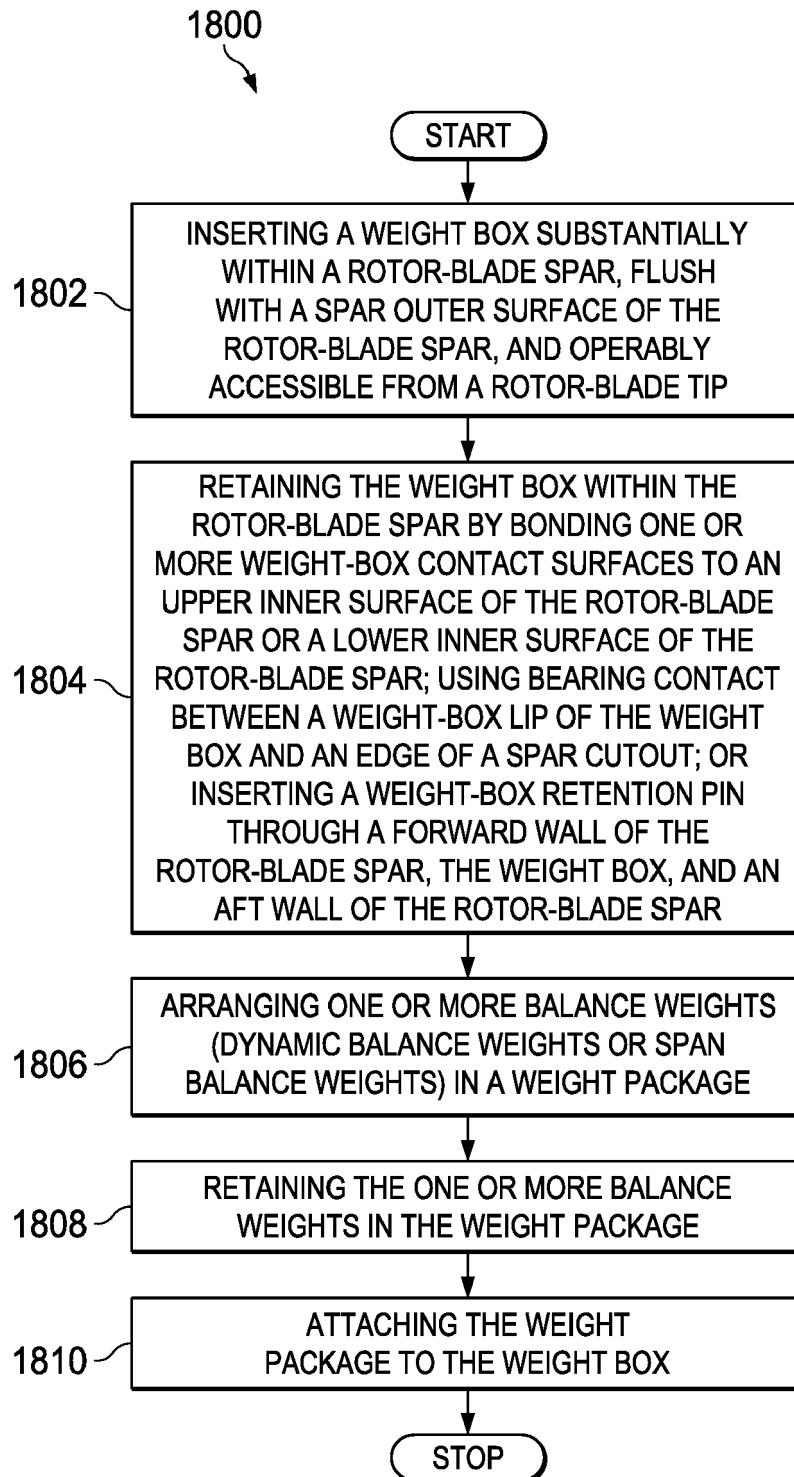 1800
START
1802
INSERTING A WEIGHT BOX SUBSTANTIALLY
WITHIN A ROTOR-BLADE SPAR, FLUSH
WITH A SPAR OUTER SURFACE OF THE
ROTOR-BLADE SPAR, AND OPERABLY
ACCESSIBLE FROM A ROTOR-BLADE TIP
1804
RETAINING THE WEIGHT BOX WITHIN THE
ROTOR-BLADE SPAR BY BONDING ONE OR
MORE WEIGHT-BOX CONTACT SURFACES TO AN
UPPER INNER SURFACE OF THE ROTOR-BLADE
SPAR OR A LOWER INNER SURFACE OF THE
ROTOR-BLADE SPAR; USING BEARING CONTACT
BETWEEN A WEIGHT-BOX LIP OF THE WEIGHT
BOX AND AN EDGE OF A SPAR CUTOUT; OR
INSERTING A WEIGHT-BOX RETENTION PIN
THROUGH A FORWARD WALL OF THE
ROTOR-BLADE SPAR, THE WEIGHT BOX, AND AN
AFT WALL OF THE ROTOR-BLADE SPAR
1806
ARRANGING ONE OR MORE BALANCE WEIGHTS
(DYNAMIC BALANCE WEIGHTS OR SPAN
BALANCE WEIGHTS) IN A WEIGHT PACKAGE
1808
RETAINING THE ONE OR MORE BALANCE
WEIGHTS IN THE WEIGHT PACKAGE
1810
ATTACHING THE WEIGHT
PACKAGE TO THE WEIGHT BOX
STOP